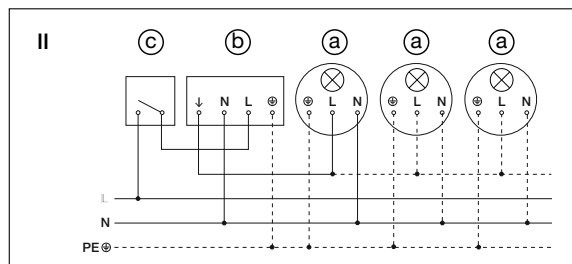 II
c b a a a
↓ N L ⏚ ⏚ L N ⏚ L N ⏚ L N
L
N
PE ⏚